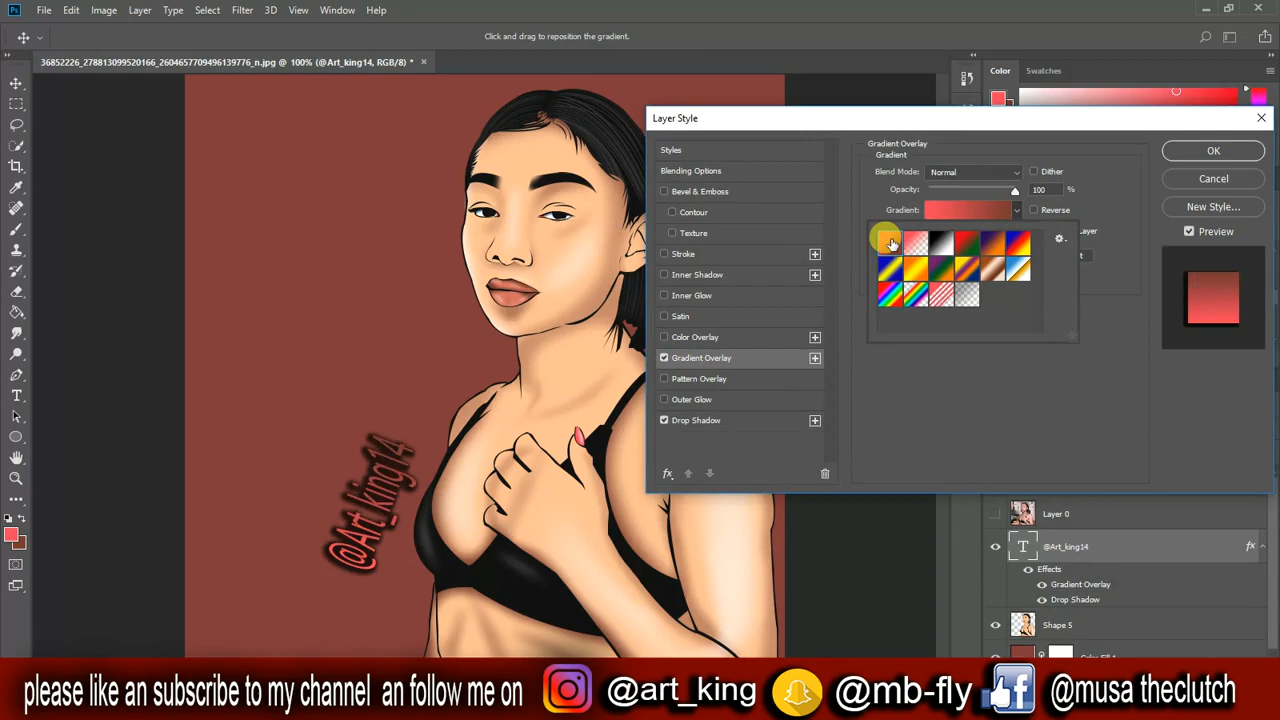 Ps File Edit Image Layer Type Select Filter 3D View Window Help
Click and drag to reposition the gradient.
36852226_278813099520166_2604657709496139776_n.jpg @ 100% (@Art_king14, RGB/8) *
Color Swatches
Layer Style
Styles
Blending Options
Bevel & Emboss
Contour
Texture
Stroke
Inner Shadow
Inner Glow
Satin
Color Overlay
Gradient Overlay
Pattern Overlay
Outer Glow
Drop Shadow
fx
Gradient Overlay
Gradient
Blend Mode: Normal Dither
Opacity: 100 %
Gradient: Reverse
Layer
OK
Cancel
New Style...
Preview
@Art_king14
Layer 0
@Art_king14 fx
Effects
Gradient Overlay
Drop Shadow
Shape 5
please like an subscribe to my channel an follow me on @art_king @mb-fly @musa theclutch